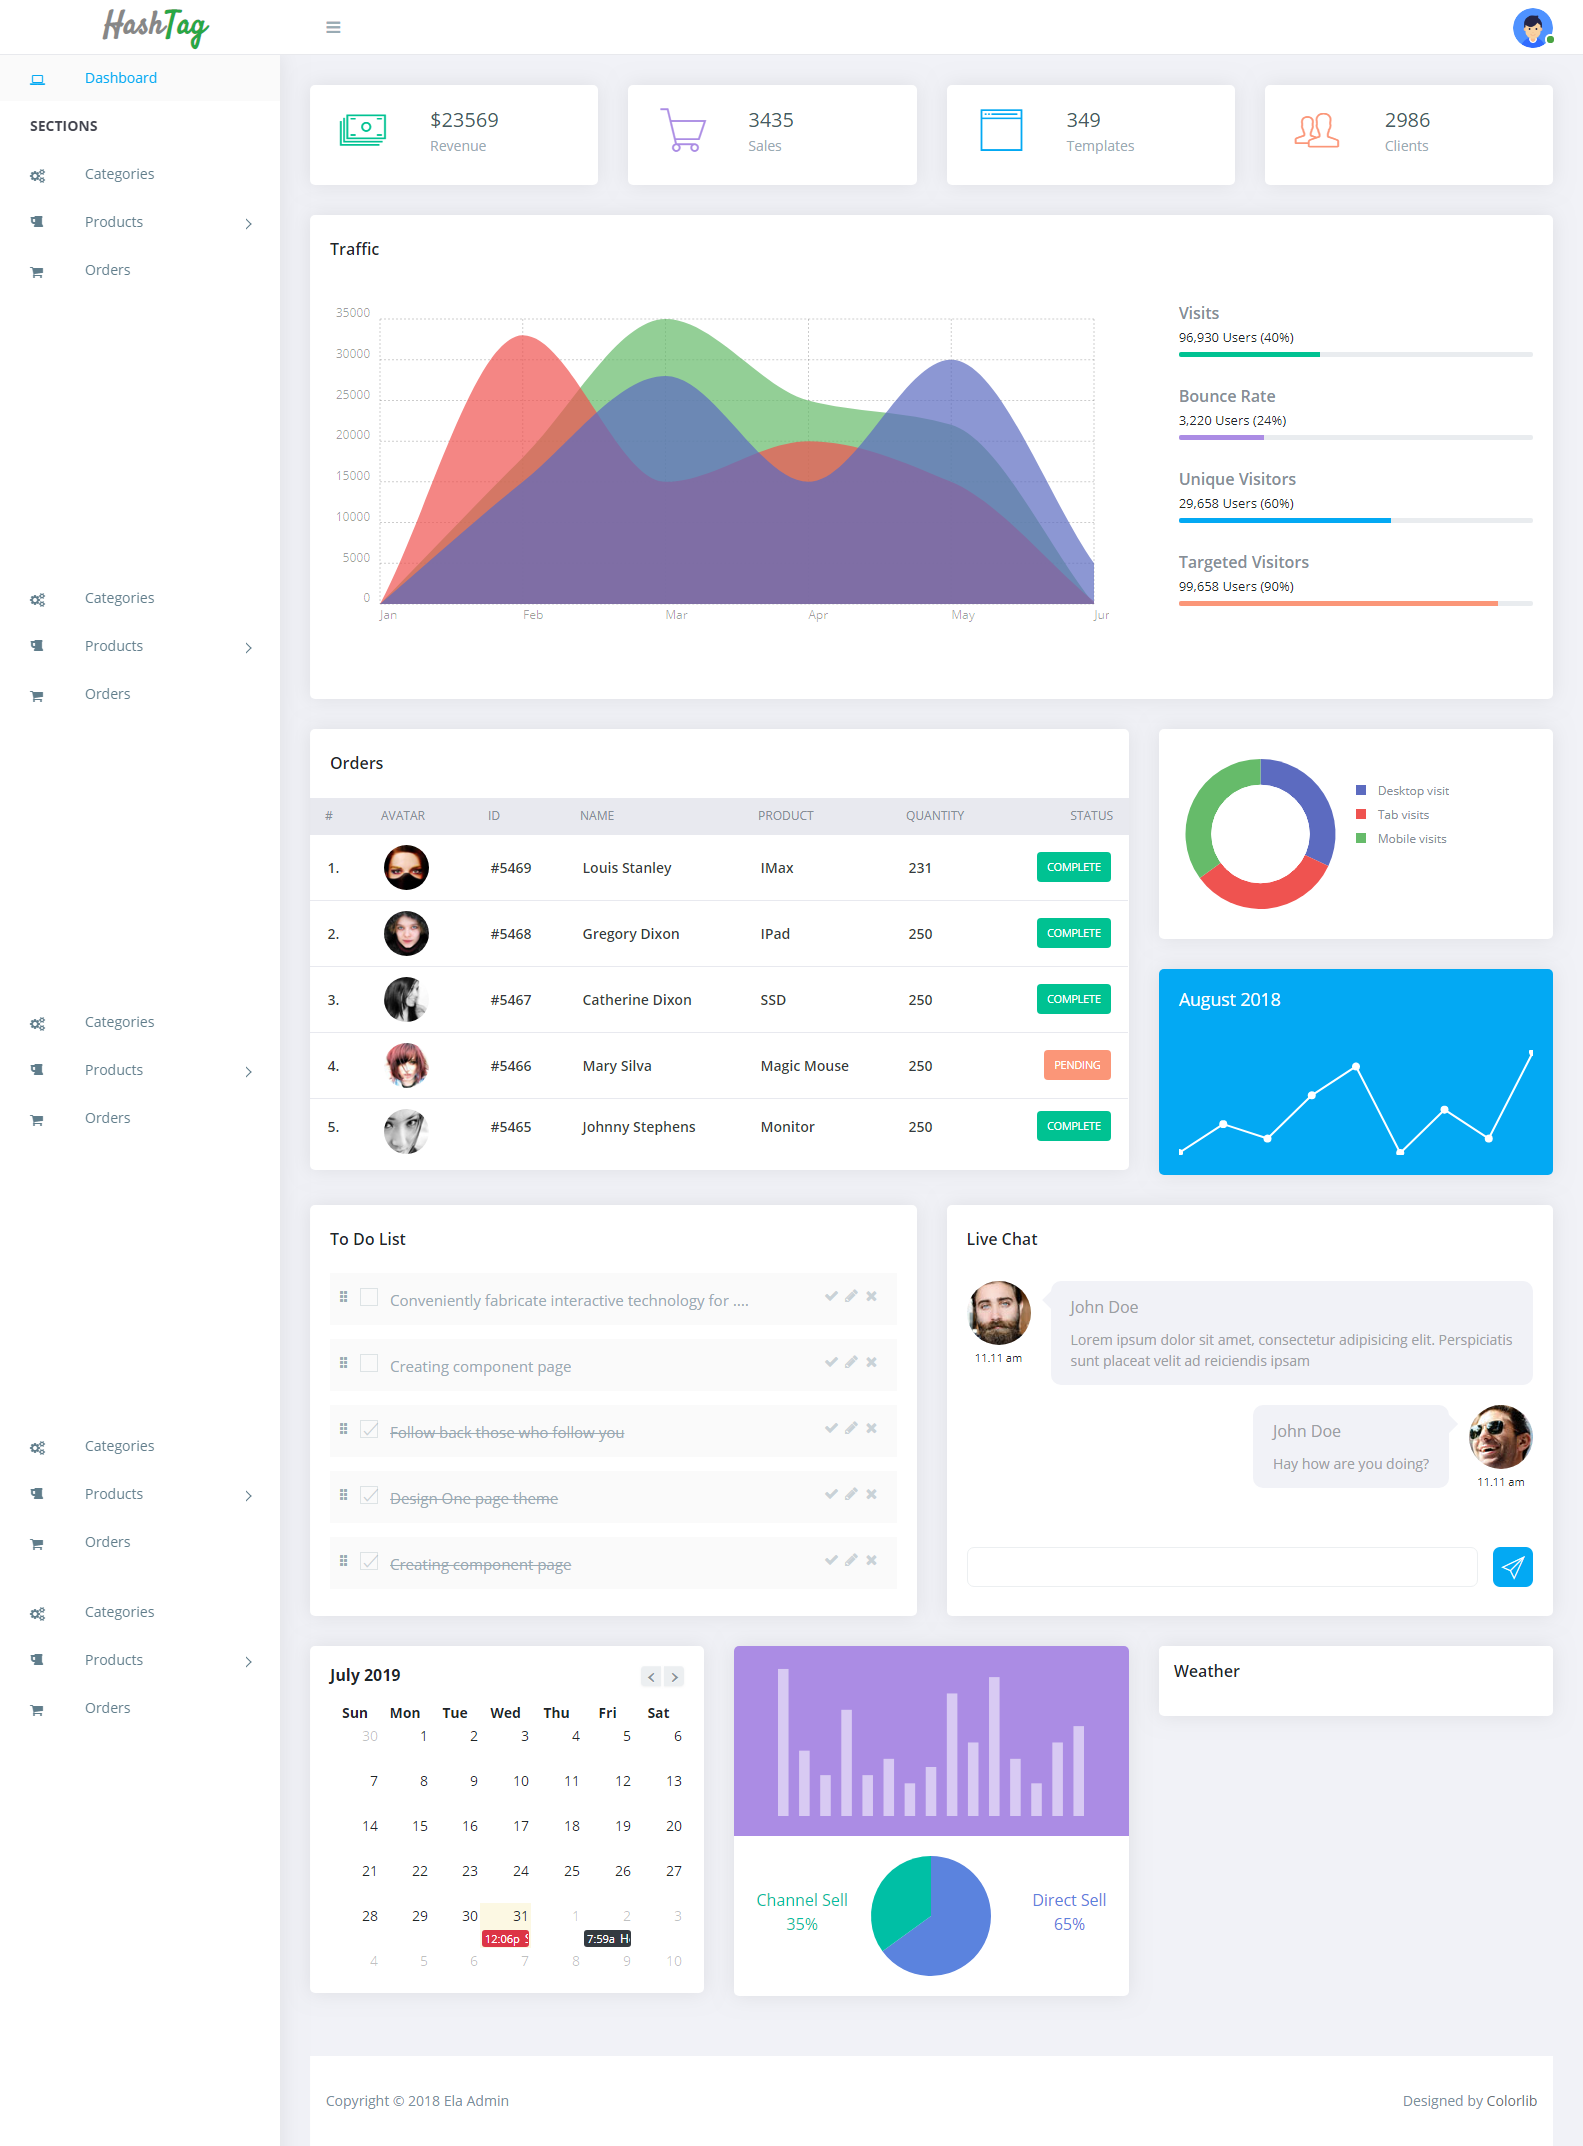 HashTag
Dashboard
SECTIONS
Categories
Products
Orders
Categories
Products
Orders
Categories
Products
Orders
Categories
Products
Orders
Categories
Products
Orders
$23569
Revenue
3435
Sales
349
Templates
2986
Clients
Traffic
35000
30000
25000
20000
15000
10000
5000
0
Jan Feb Mar Apr May Jur
Visits
96,930 Users (40%)
Bounce Rate
3,220 Users (24%)
Unique Visitors
29,658 Users (60%)
Targeted Visitors
99,658 Users (90%)
Orders
# AVATAR ID NAME PRODUCT QUANTITY STATUS
1. #5469 Louis Stanley IMax 231 COMPLETE
2. #5468 Gregory Dixon IPad 250 COMPLETE
3. #5467 Catherine Dixon SSD 250 COMPLETE
4. #5466 Mary Silva Magic Mouse 250 PENDING
5. #5465 Johnny Stephens Monitor 250 COMPLETE
Desktop visit
Tab visits
Mobile visits
August 2018
To Do List
Conveniently fabricate interactive technology for ....
Creating component page
Follow back those who follow you
Design One page theme
Creating component page
Live Chat
John Doe
Lorem ipsum dolor sit amet, consectetur adipisicing elit. Perspiciatis
sunt placeat velit ad reiciendis ipsam
11.11 am
John Doe
Hay how are you doing?
11.11 am
July 2019
Sun Mon Tue Wed Thu Fri Sat
30 1 2 3 4 5 6
7 8 9 10 11 12 13
14 15 16 17 18 19 20
21 22 23 24 25 26 27
28 29 30 31 1 2 3
12:06p 7:59a
4 5 6 7 8 9 10
Channel Sell
35%
Direct Sell
65%
Weather
Copyright © 2018 Ela Admin
Designed by Colorlib